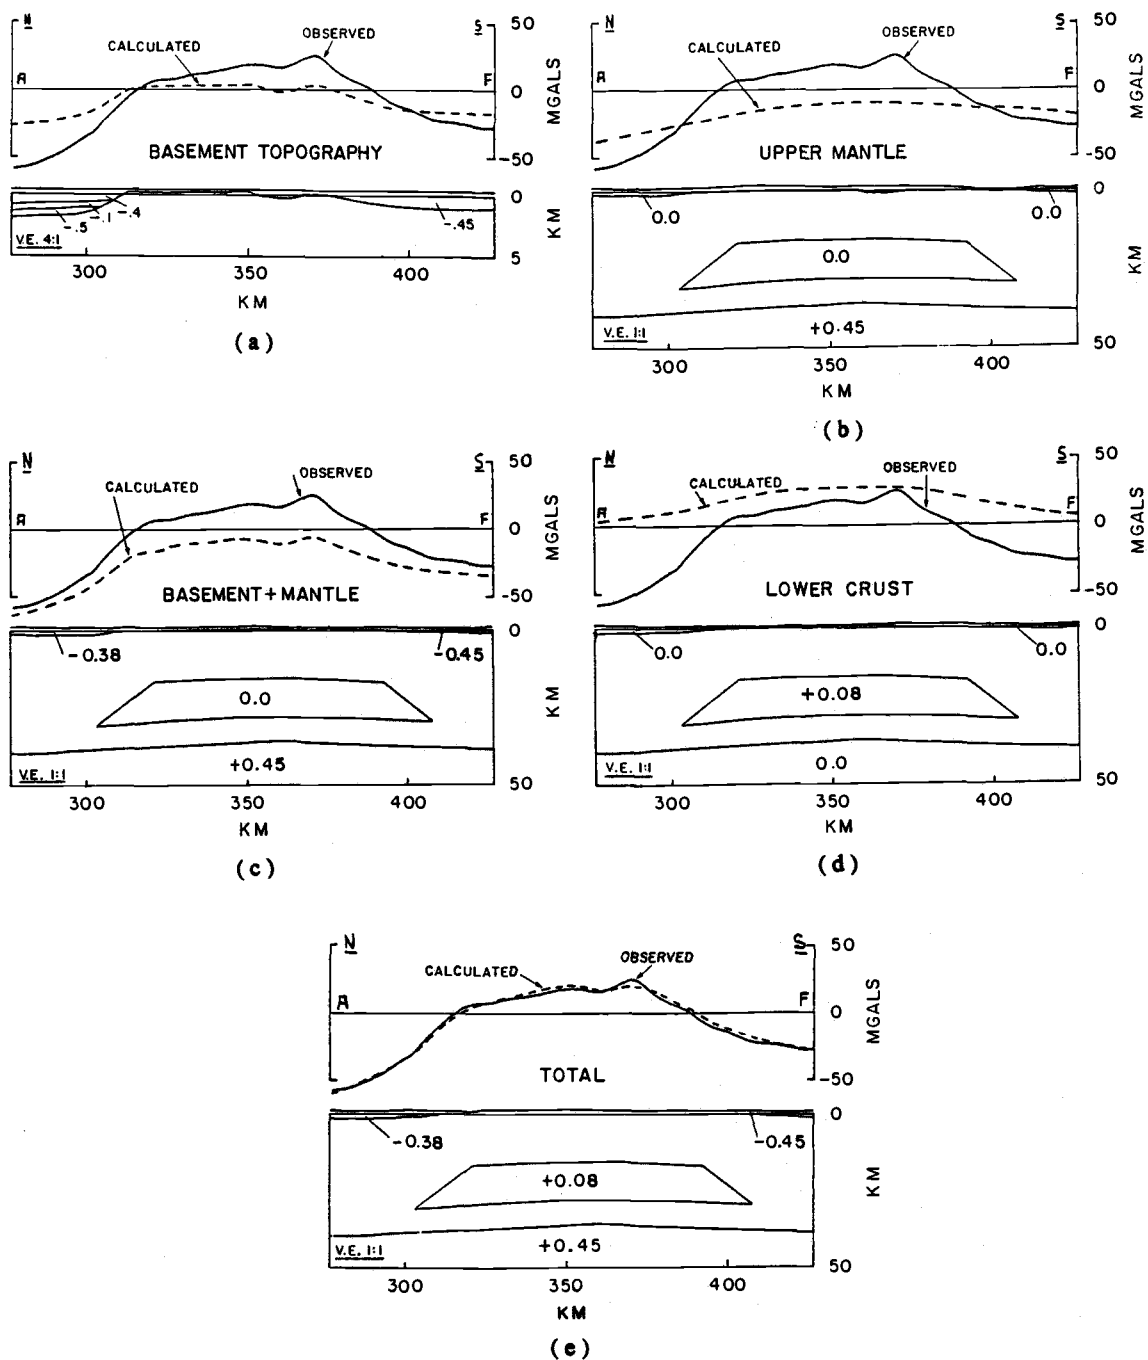 N
S
50
CALCULATED
OBSERVED
A
F
0
MGALS
BASEMENT TOPOGRAPHY
-50
0
-.4
-.1
-.5
-.45
KM
V.E. 4:1
5
300
350
400
KM
(a)
N
S
50
OBSERVED
A
F
CALCULATED
0
MGALS
UPPER MANTLE
-50
0
0.0
0.0
0.0
KM
+0.45
V.E. 1:1
50
300
350
400
KM
(b)
N
S
50
OBSERVED
CALCULATED
A
F
0
MGALS
BASEMENT+MANTLE
-50
0
-0.38
-0.45
0.0
KM
+0.45
V.E. 1:1
50
300
350
400
KM
(c)
N
S
50
OBSERVED
CALCULATED
A
F
0
MGALS
LOWER CRUST
-50
0
0.0
0.0
+0.08
KM
0.0
V.E. 1:1
50
300
350
400
KM
(d)
N
S
50
CALCULATED
OBSERVED
A
F
0
MGALS
TOTAL
-50
0
-0.38
-0.45
+0.08
KM
+0.45
V.E. 1:1
50
300
350
400
KM
(e)